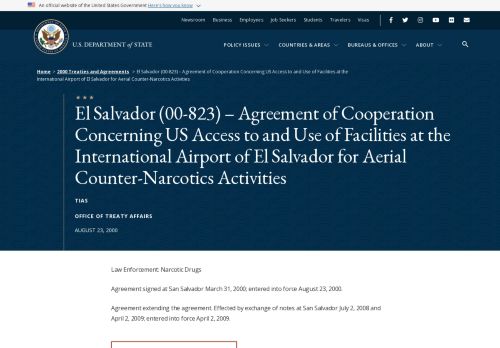 An official website of the United States Government Here's how you know
Newsroom Business Employers Job Seekers Students Travelers Visas
U.S. DEPARTMENT of STATE
POLICY ISSUES COUNTRIES & AREAS BUREAUS & OFFICES ABOUT
Home > 2000 Treaties and Agreements > El Salvador (00-823) – Agreement of Cooperation Concerning US Access to and Use of Facilities at the
International Airport of El Salvador for Aerial Counter-Narcotics Activities
El Salvador (00-823) – Agreement of Cooperation
Concerning US Access to and Use of Facilities at the
International Airport of El Salvador for Aerial
Counter-Narcotics Activities
TIAS
OFFICE OF TREATY AFFAIRS
AUGUST 23, 2000
Law Enforcement: Narcotic Drugs
Agreement signed at San Salvador March 31, 2000; entered into force August 23, 2000.
Agreement extending the agreement. Effected by exchange of notes at San Salvador July 2, 2008 and
April 2, 2009; entered into force April 2, 2009.